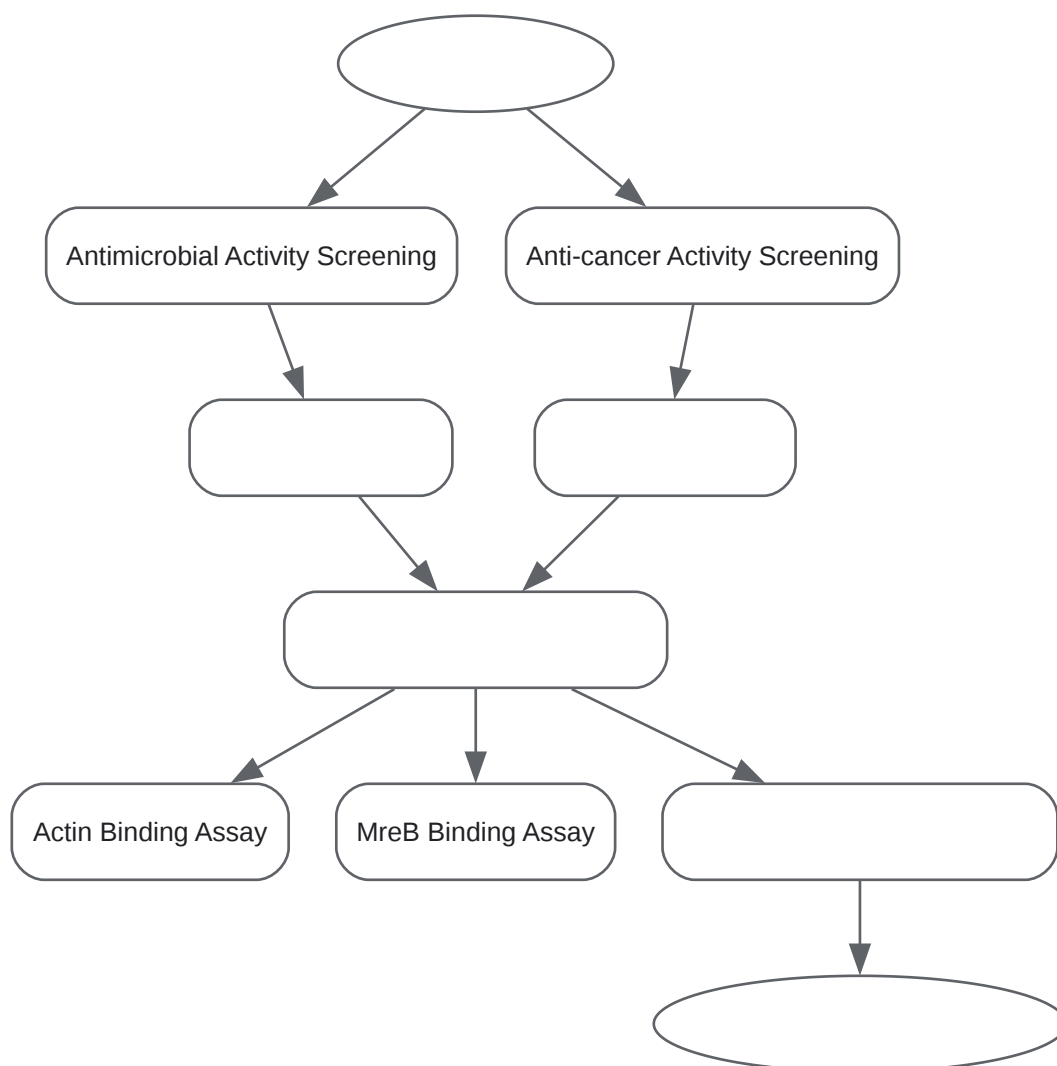 Antimicrobial Activity Screening
Anti-cancer Activity Screening
Actin Binding Assay
MreB Binding Assay